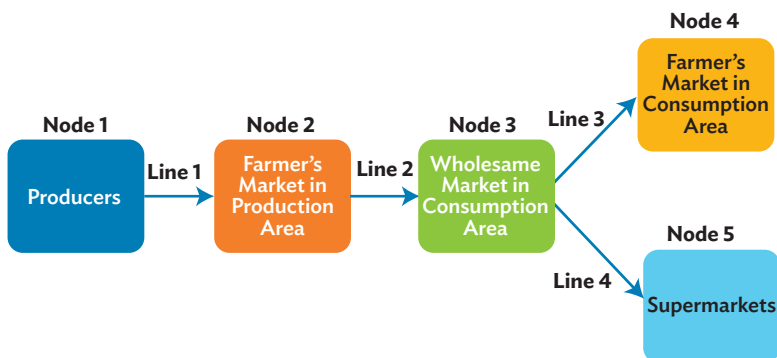 Node 4
Farmer's
Market in
Consumption
Area
Node 1
Node 2
Node 3
Line 3
Producers
Line 1
Farmer's
Market in
Production
Area
Line 2
Wholesame
Market in
Consumption
Area
Node 5
Line 4
Supermarkets